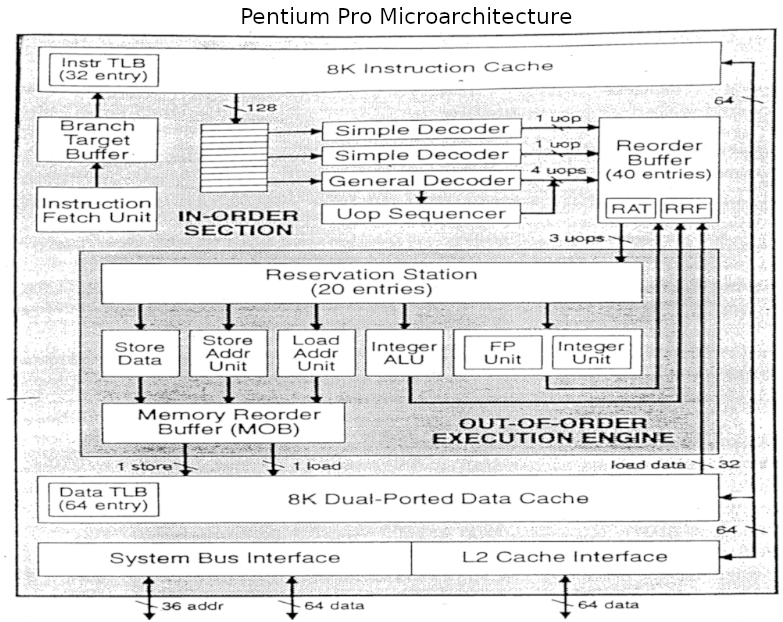 Pentium Pro Microarchitecture
Instr TLB
(32 entry)
8K Instruction Cache
128
64
Branch
Target
Buffer
Simple Decoder
1 uop
Simple Decoder
1 uop
General Decoder
4 uops
Uop Sequencer
Reorder
Buffer
(40 entries)
RAT
RRF
Instruction
Fetch Unit
IN-ORDER
SECTION
3 uops
Reservation Station
(20 entries)
Store
Data
Store
Addr
Unit
Load
Addr
Unit
Integer
ALU
FP
Unit
Integer
Unit
Memory Reorder
Buffer (MOB)
OUT-OF-ORDER
EXECUTION ENGINE
1 store
1 load
load data
32
Data TLB
(64 entry)
8K Dual-Ported Data Cache
64
System Bus Interface
L2 Cache Interface
36 addr
64 data
64 data